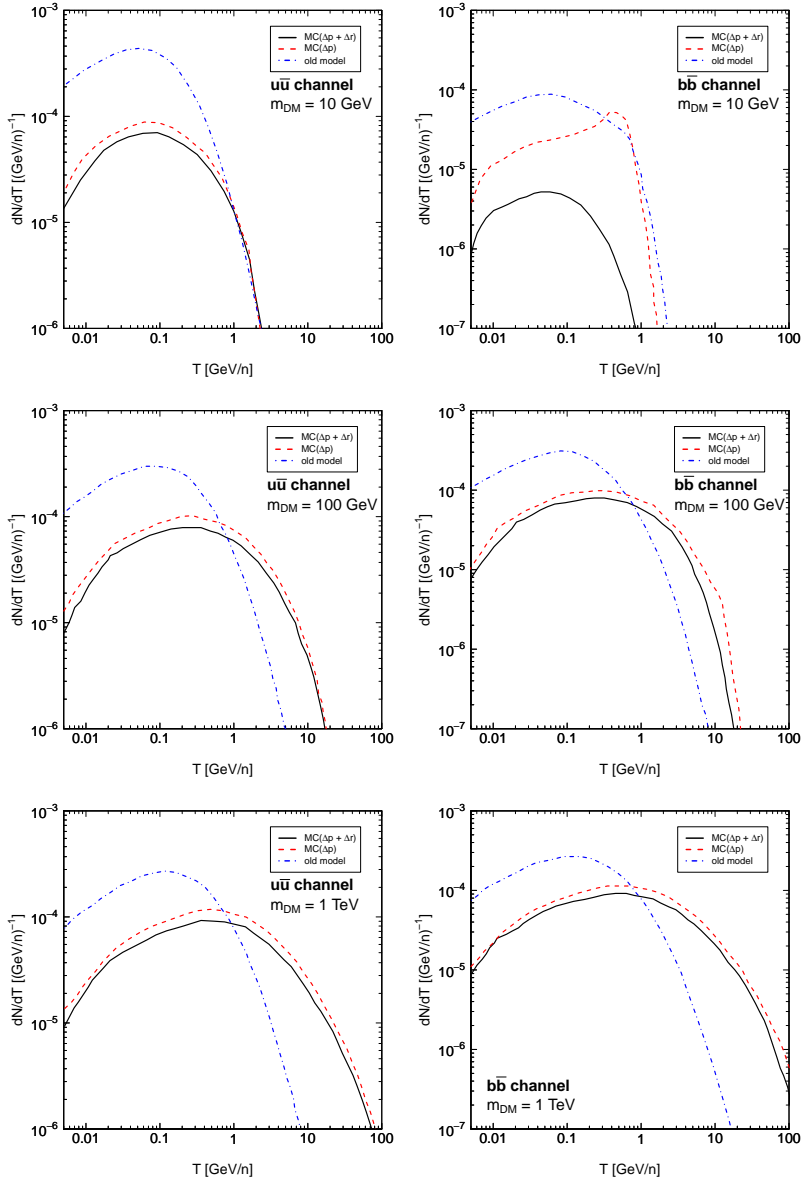 10⁻³
MC(Δp + Δr)
MC(Δp)
old model
uū channel
m_DM = 10 GeV
10⁻⁴
dN/dT [(GeV/n)⁻¹]
10⁻⁵
10⁻⁶
0.01 0.1 1 10 100
T [GeV/n]
10⁻³
MC(Δp + Δr)
MC(Δp)
old model
bb̄ channel
m_DM = 10 GeV
10⁻⁴
dN/dT [(GeV/n)⁻¹]
10⁻⁵
10⁻⁶
10⁻⁷
0.01 0.1 1 10 100
T [GeV/n]
10⁻³
MC(Δp + Δr)
MC(Δp)
old model
uū channel
m_DM = 100 GeV
10⁻⁴
dN/dT [(GeV/n)⁻¹]
10⁻⁵
10⁻⁶
0.01 0.1 1 10 100
T [GeV/n]
10⁻³
MC(Δp + Δr)
MC(Δp)
old model
bb̄ channel
m_DM = 100 GeV
10⁻⁴
dN/dT [(GeV/n)⁻¹]
10⁻⁵
10⁻⁶
10⁻⁷
0.01 0.1 1 10 100
T [GeV/n]
10⁻³
MC(Δp + Δr)
MC(Δp)
old model
uū channel
m_DM = 1 TeV
10⁻⁴
dN/dT [(GeV/n)⁻¹]
10⁻⁵
10⁻⁶
0.01 0.1 1 10 100
T [GeV/n]
10⁻³
MC(Δp + Δr)
MC(Δp)
old model
10⁻⁴
dN/dT [(GeV/n)⁻¹]
10⁻⁵
10⁻⁶
bb̄ channel
m_DM = 1 TeV
10⁻⁷
0.01 0.1 1 10 100
T [GeV/n]